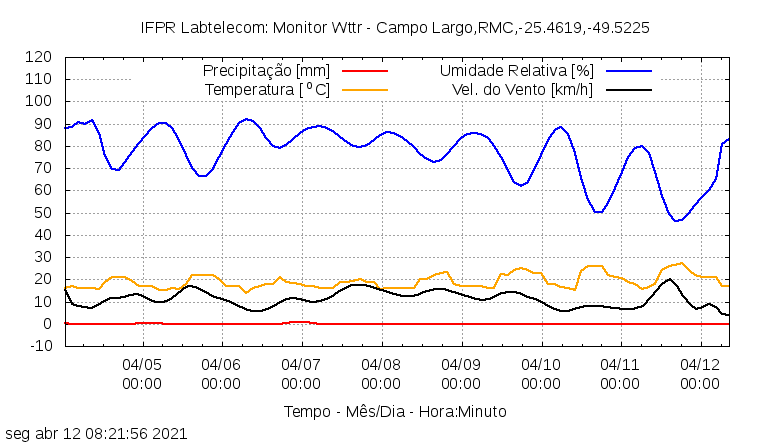 IFPR Labtelecom: Monitor Wttr - Campo Largo,RMC,-25.4619,-49.5225
120
110
100
90
80
70
60
50
40
30
20
10
0
-10
Precipitação [mm]
Temperatura [⁰C]
Umidade Relativa [%]
Vel. do Vento [km/h]
04/05 04/06 04/07 04/08 04/09 04/10 04/11 04/12
00:00 00:00 00:00 00:00 00:00 00:00 00:00 00:00
Tempo - Mês/Dia - Hora:Minuto
seg abr 12 08:21:56 2021